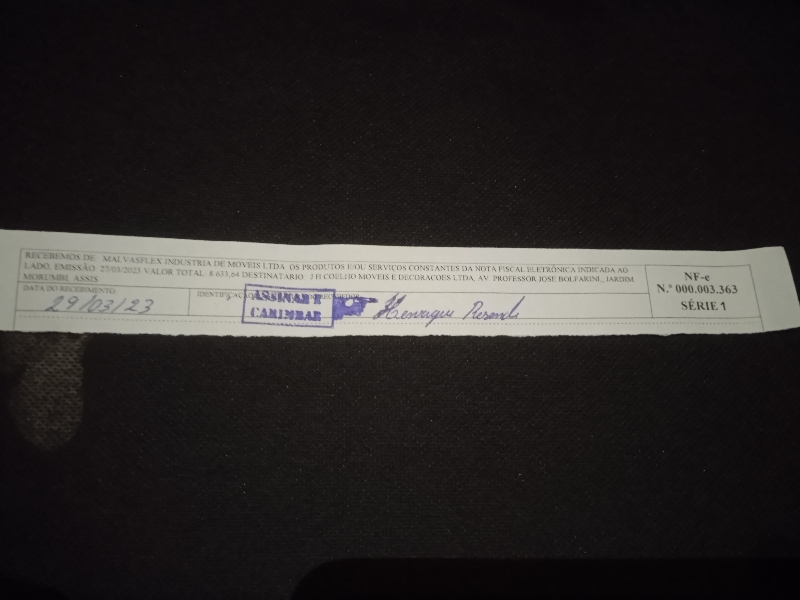 RECEBEMOS DE MALVASFLEX INDUSTRIA DE MOVEIS LTDA OS PRODUTOS E/OU SERVIÇOS CONSTANTES DA NOTA FISCAL ELETRÔNICA INDICADA AO
LADO. EMISSÃO: 27/03/2023 VALOR TOTAL: 8.633,64 DESTINATÁRIO: J H COELHO MOVEIS E DECORACOES LTDA, AV. PROFESSOR JOSE BOLFARINI, JARDIM
MORUMBI, ASSIS
NF-e
N.º 000.003.363
SÉRIE 1
DATA DO RECEBIMENTO
29/03/23
IDENTIFICAÇÃO
ASSINAR E
CARIMBAR
Henrique Resende